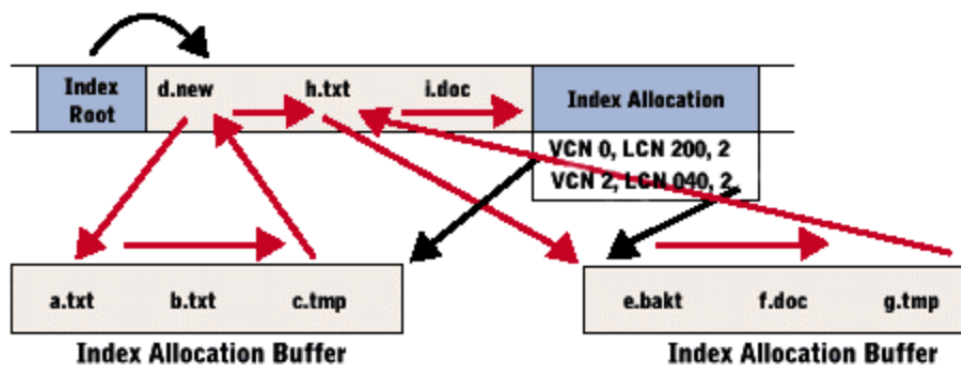 Index Root
d.new h.txt i.doc
Index Allocation
VCN 0, LCN 200, 2
VCN 2, LCN 040, 2
a.txt b.txt c.tmp
Index Allocation Buffer
e.bakt f.doc g.tmp
Index Allocation Buffer